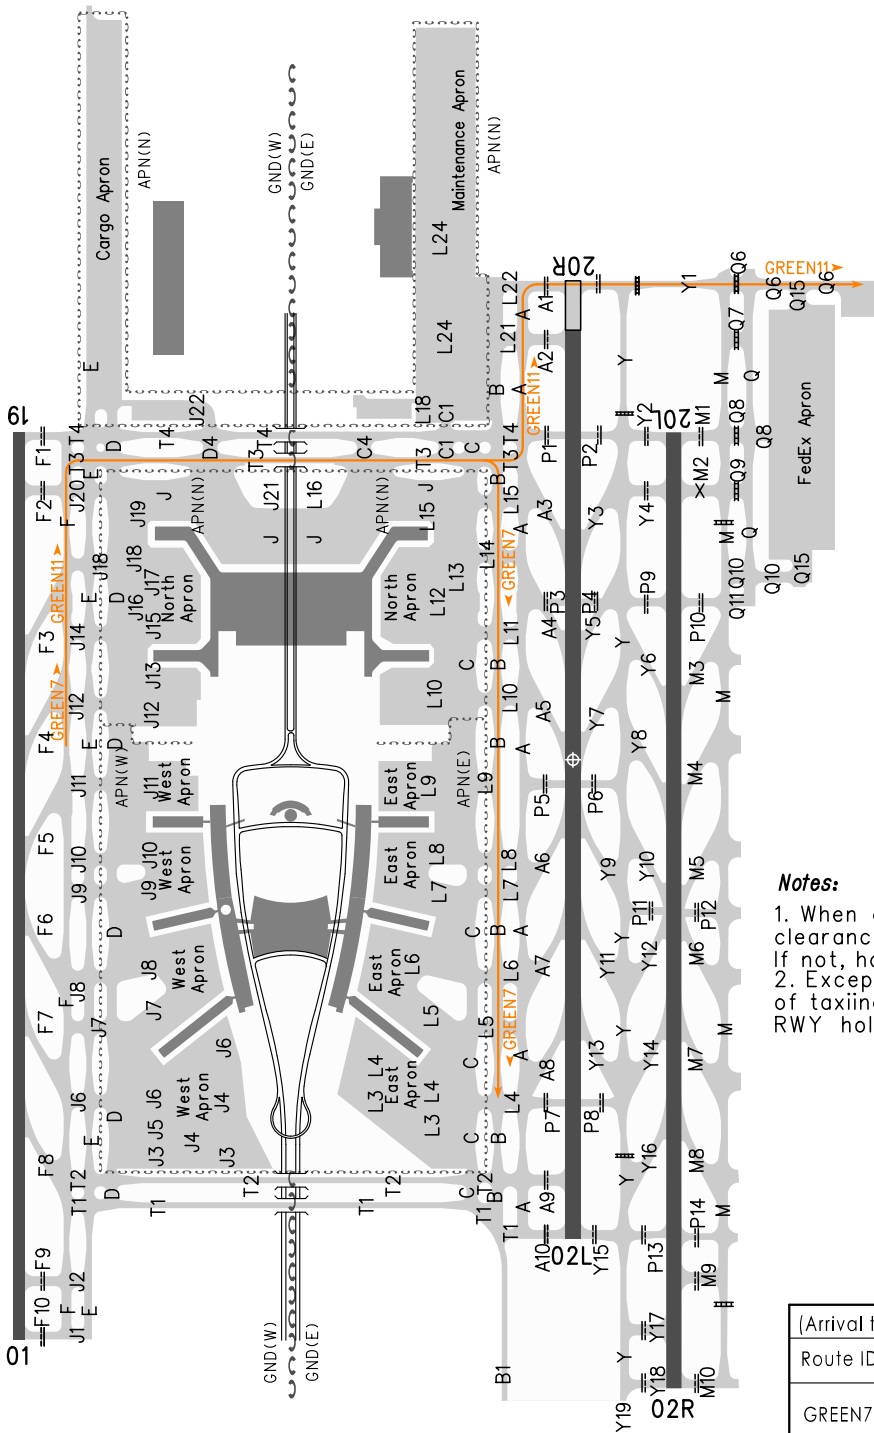 19
F1
T4
T3
J20
F2
F
J19
J18
J17
J16
J15
J14
J13
J12
F3
F4
GREEN11
GREEN7
E
D
Cargo Apron
APN(N)
GND(W)
GND(E)
Maintenance Apron
APN(N)
L24
L24
J22
T4
D4
T3
T4
C4
L18
C1
T3
C1
C
J
J21
L16
J
J
J
APN(N)
APN(N)
North
Apron
North
Apron
L15
L14
L13
L12
L11
L10
L22
L21
A
A
B
T4
T3
B
L15
GREEN11
GREEN7
A1
A2
20R
P1
P2
A3
P3
P4
A4
A5
Y3
Y5
Y7
Y
Y1
Y2
20L
M1
M2
Y4
P9
P10
Y6
Y8
M3
M4
M
Q6
GREEN11
Q6
Q15
Q6
Q7
M
Q
Q8
Q8
Q9
FedEx Apron
M
Q
Q10
Q11
Q10
Q15
APN(W)
J11
West
Apron
East
Apron
L9
APN(E)
L9
J11
F5
J10
J9
J9
J10
West
Apron
East
Apron
L8
L7
L7
L8
F6
D
C
B
A
A6
P5
P6
Y9
Y10
M5
P11
P12
J8
J7
West
Apron
East
Apron
L6
L5
L5
L6
A7
Y11
Y12
M6
F7
F
J8
J7
J6
J6
J6
J5
J4
J4
J3
J3
West
Apron
L3
L4
East
Apron
L3
L4
L4
GREEN7
A
A8
P7
P8
Y13
Y14
M7
M
F8
E
D
C
B
T1
T2
T1
T2
T1
T2
T1
T2
T1
B
A
A9
A10
20L
Y15
Y
Y16
M8
P13
P14
M
M9
F9
F10
J2
J1
F
E
01
GND(W)
GND(E)
B1
Y17
Y
Y18
Y19
M10
02R
Notes:
1. When
clearanc
If not, ho
2. Excep
of taxiin
RWY hol
(Arrival t
Route ID
GREEN7